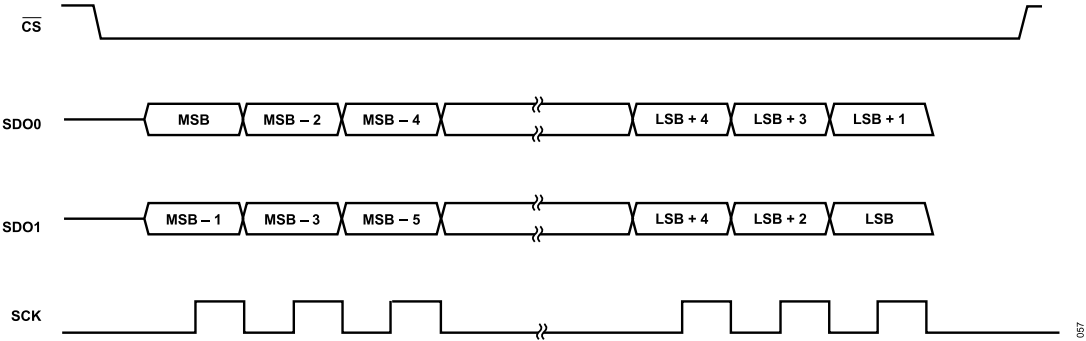 CS
SDO0 MSB MSB – 2 MSB – 4 LSB + 4 LSB + 3 LSB + 1
SDO1 MSB – 1 MSB – 3 MSB – 5 LSB + 4 LSB + 2 LSB
SCK
057